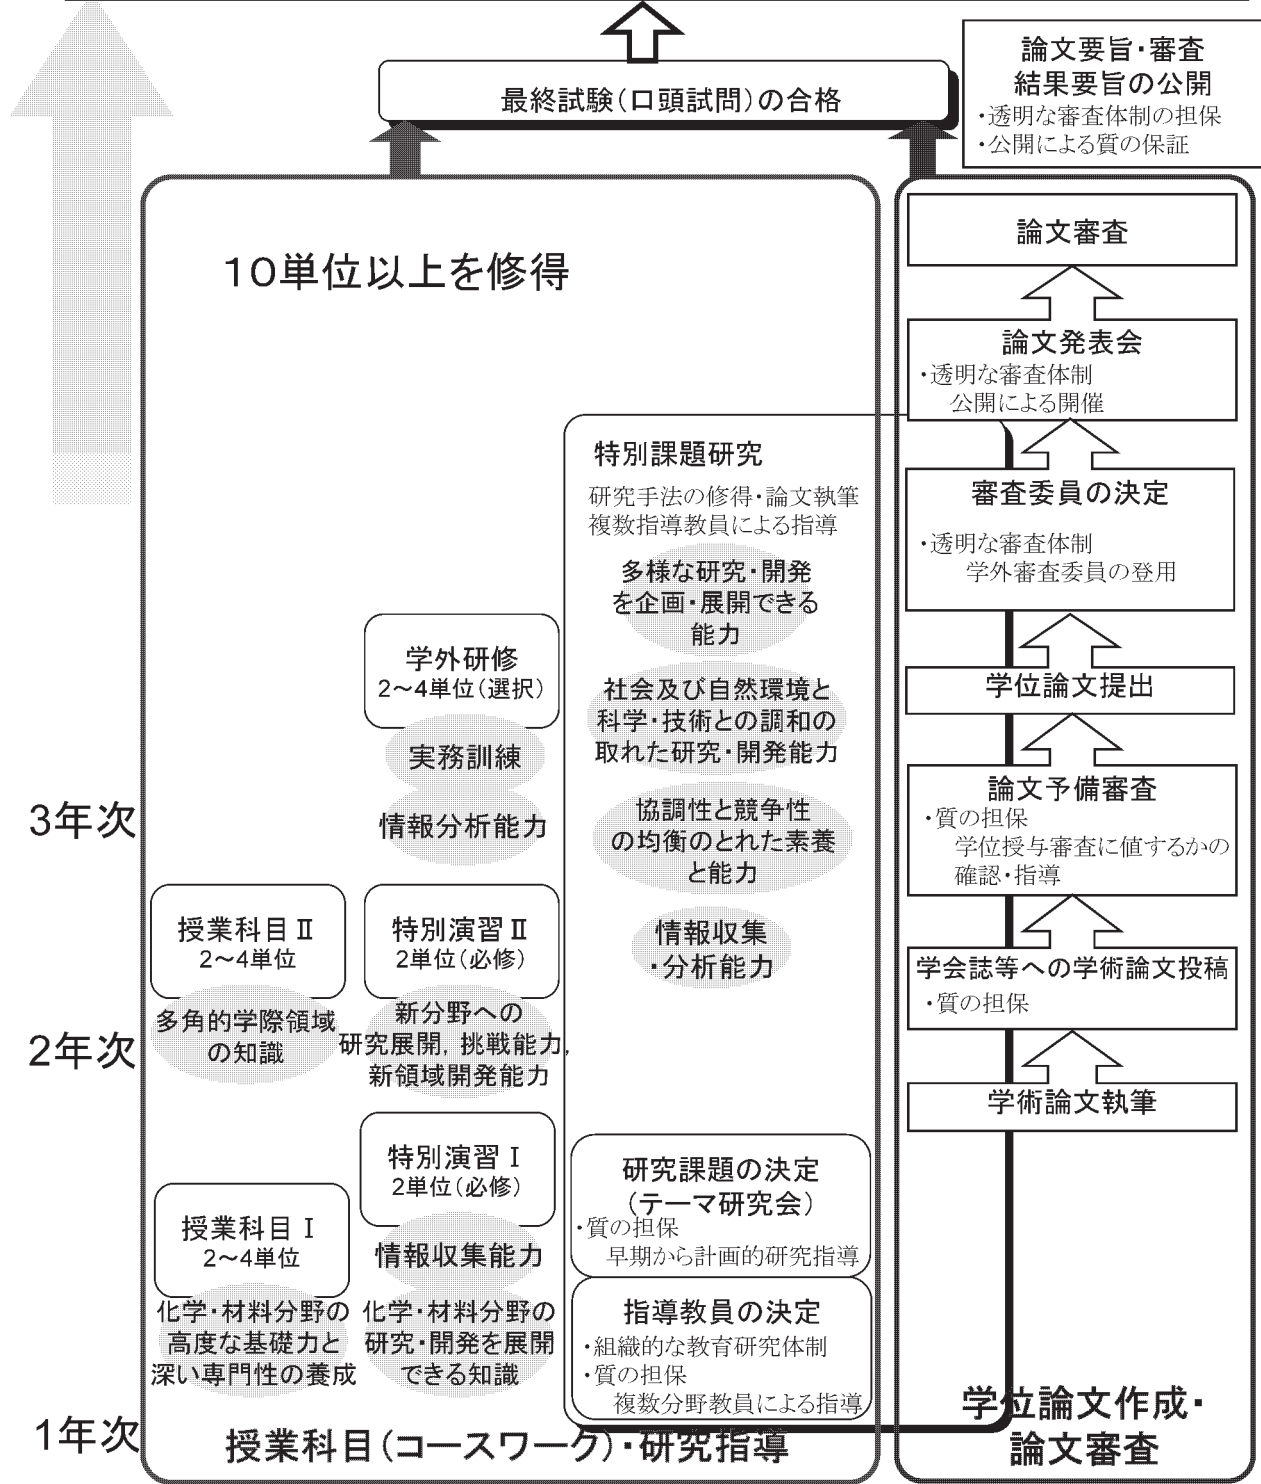 論文要旨・審査
結果要旨の公開
・透明な審査体制の担保
・公開による質の保証
最終試験（口頭試問）の合格
10単位以上を修得
論文審査
論文発表会
・透明な審査体制
公開による開催
審査委員の決定
・透明な審査体制
学外審査委員の登用
学位論文提出
論文予備審査
・質の担保
学位授与審査に値するかの
確認・指導
学会誌等への学術論文投稿
・質の担保
学術論文執筆
特別課題研究
研究手法の修得・論文執筆
複数指導教員による指導
多様な研究・開発
を企画・展開できる
能力
社会及び自然環境と
科学・技術との調和の
取れた研究・開発能力
協調性と競争性
の均衡のとれた素養
と能力
情報収集
・分析能力
学外研修
2～4単位（選択）
実務訓練
情報分析能力
3年次
授業科目Ⅱ
2～4単位
多角的学際領域
の知識
特別演習Ⅱ
2単位（必修）
新分野への
研究展開，挑戦能力，
新領域開発能力
2年次
特別演習Ⅰ
2単位（必修）
情報収集能力
化学・材料分野の
研究・開発を展開
できる知識
授業科目Ⅰ
2～4単位
化学・材料分野の
高度な基礎力と
深い専門性の養成
研究課題の決定
（テーマ研究会）
・質の担保
早期から計画的研究指導
指導教員の決定
・組織的な教育研究体制
・質の担保
複数分野教員による指導
1年次
授業科目（コースワーク）・研究指導
学位論文作成・
論文審査